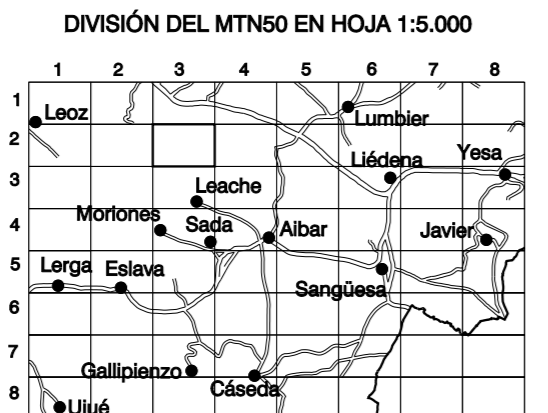 DIVISIÓN DEL MTN50 EN HOJA 1:5.000
1 2 3 4 5 6 7 8
1
Leoz
Lumbier
2
Liédena
Yesa
3
Leache
Moriones
Sada
Aibar
Javier
4
Lerga
Eslava
5
Sangüesa
6
7
Gallipienzo
Cáseda
8
Ujué